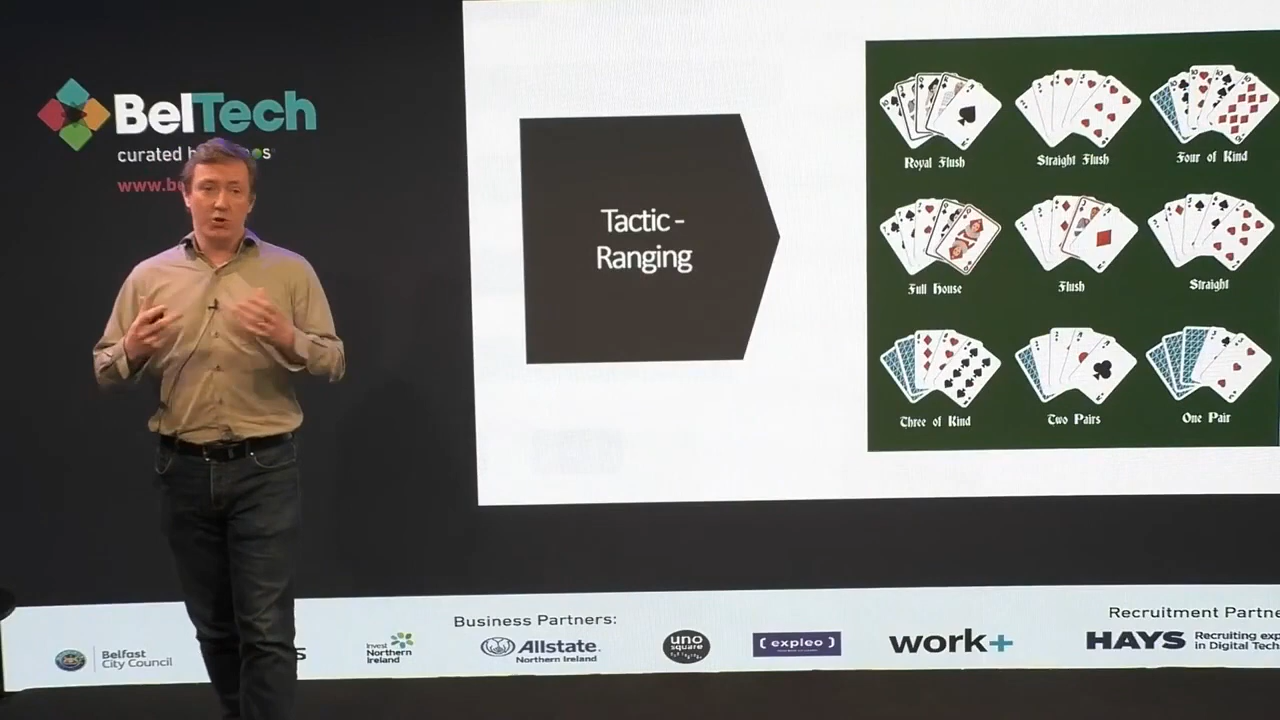 BelTech
curated b
www.b
Tactic -
Ranging
Royal Flush
Straight Flush
Four of Kind
Full House
Flush
Straight
Three of Kind
Two Pairs
One Pair
Business Partners:
Recruitment Partne
Belfast
City Council
s
Invest
Northern
Ireland
Allstate.
Northern Ireland
uno
square
[ expleo ]
work+
HAYS
Recruiting exp
in Digital Tech